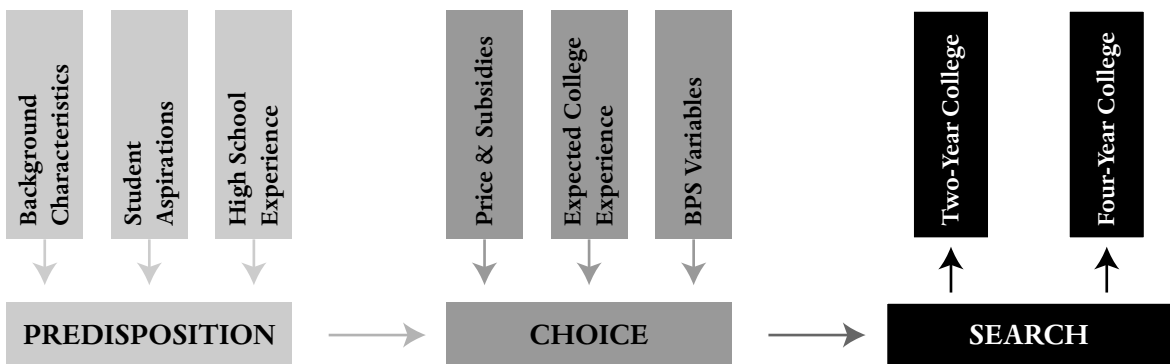 Background
Characteristics
Student
Aspirations
High School
Experience
Price & Subsidies
Expected College
Experience
BPS Variables
Two-Year College
Four-Year College
PREDISPOSITION
CHOICE
SEARCH